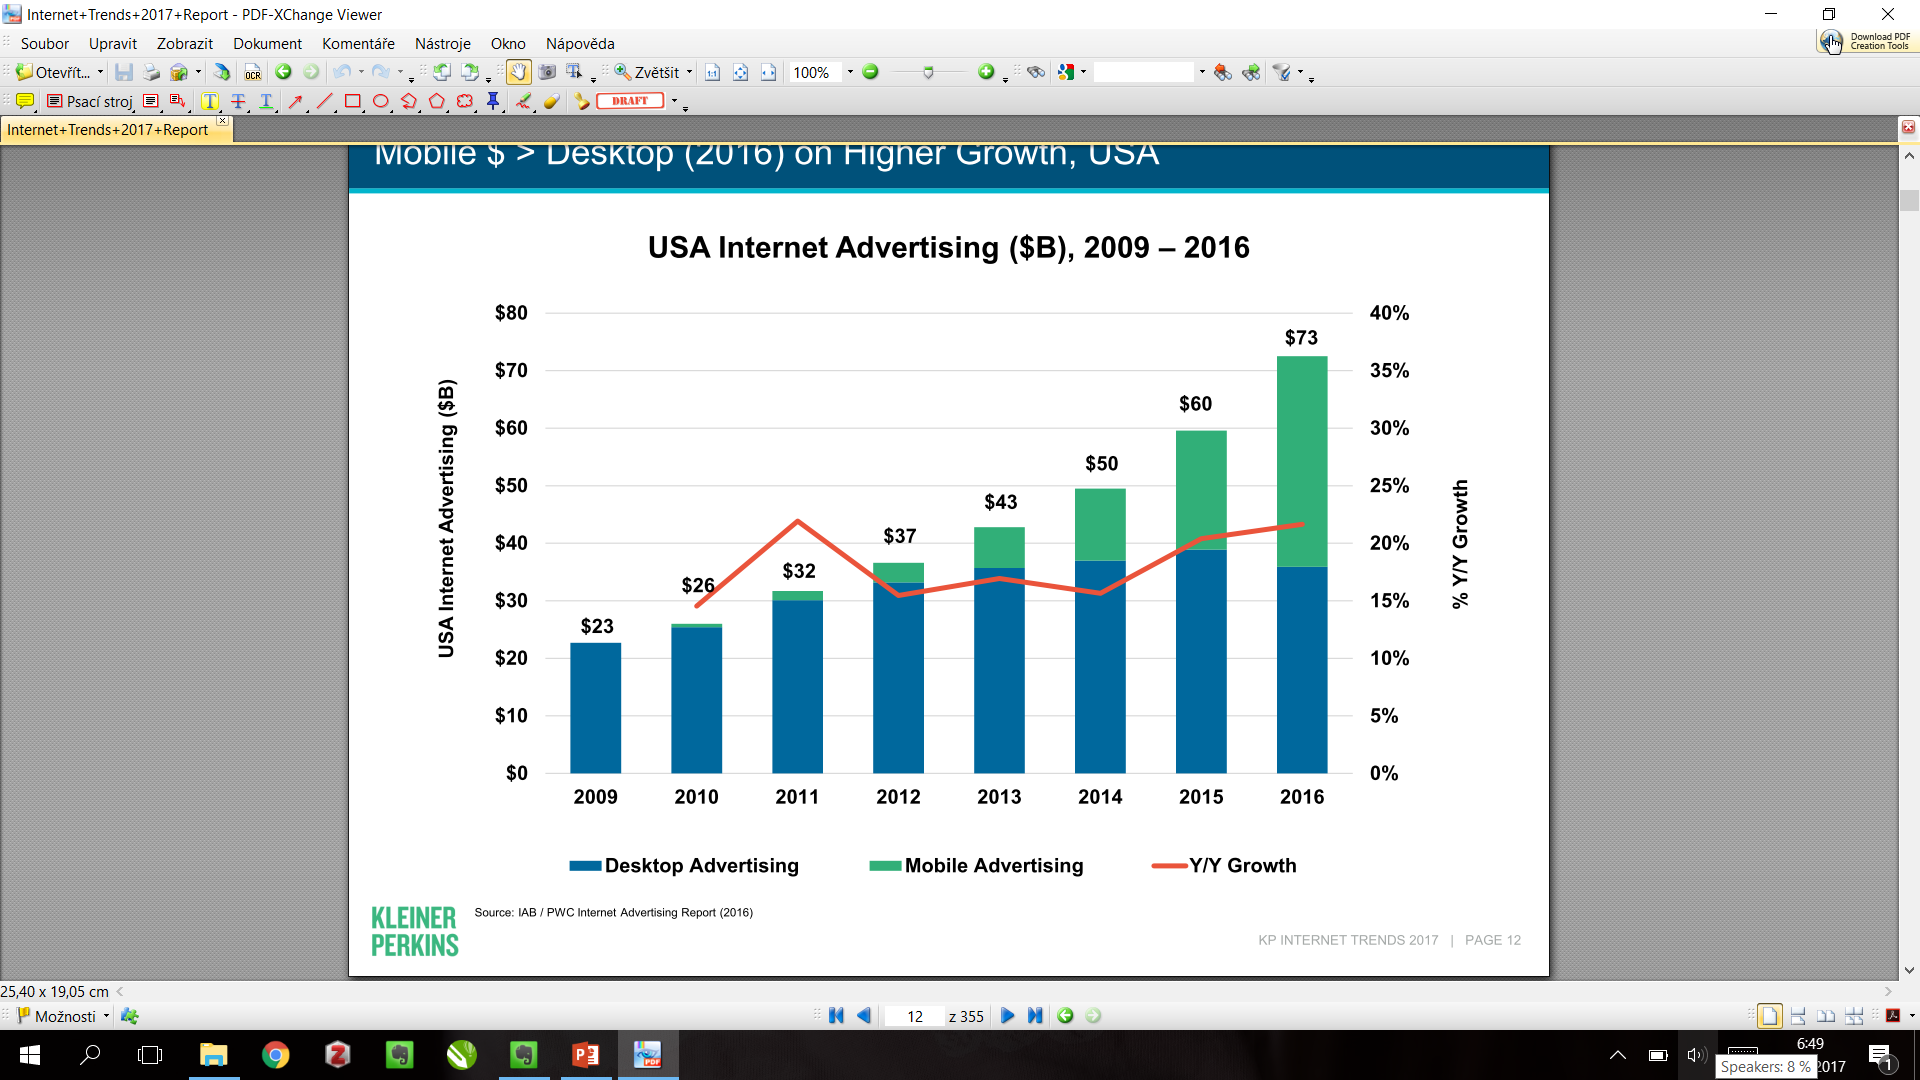 Internet+Trends+2017+Report - PDF-XChange Viewer
Soubor Upravit Zobrazit Dokument Komentáře Nástroje Okno Nápověda
Download PDF
Creation Tools
Otevřít... OCR Zvětšit 1:1 100%
Psací stroj T T T DRAFT
Internet+Trends+2017+Report
Mobile $ > Desktop (2016) on Higher Growth, USA
USA Internet Advertising ($B), 2009 – 2016
USA Internet Advertising ($B)
$80
$70
$60
$50
$40
$30
$20
$10
$0
$23
$26
$32
$37
$43
$50
$60
$73
40%
35%
30%
25%
20%
15%
10%
5%
0%
% Y/Y Growth
2009 2010 2011 2012 2013 2014 2015 2016
Desktop Advertising Mobile Advertising Y/Y Growth
KLEINER
PERKINS
Source: IAB / PWC Internet Advertising Report (2016)
KP INTERNET TRENDS 2017 | PAGE 12
25,40 x 19,05 cm
Možnosti 12 z 355
6:49
2017
Speakers: 8 %
1